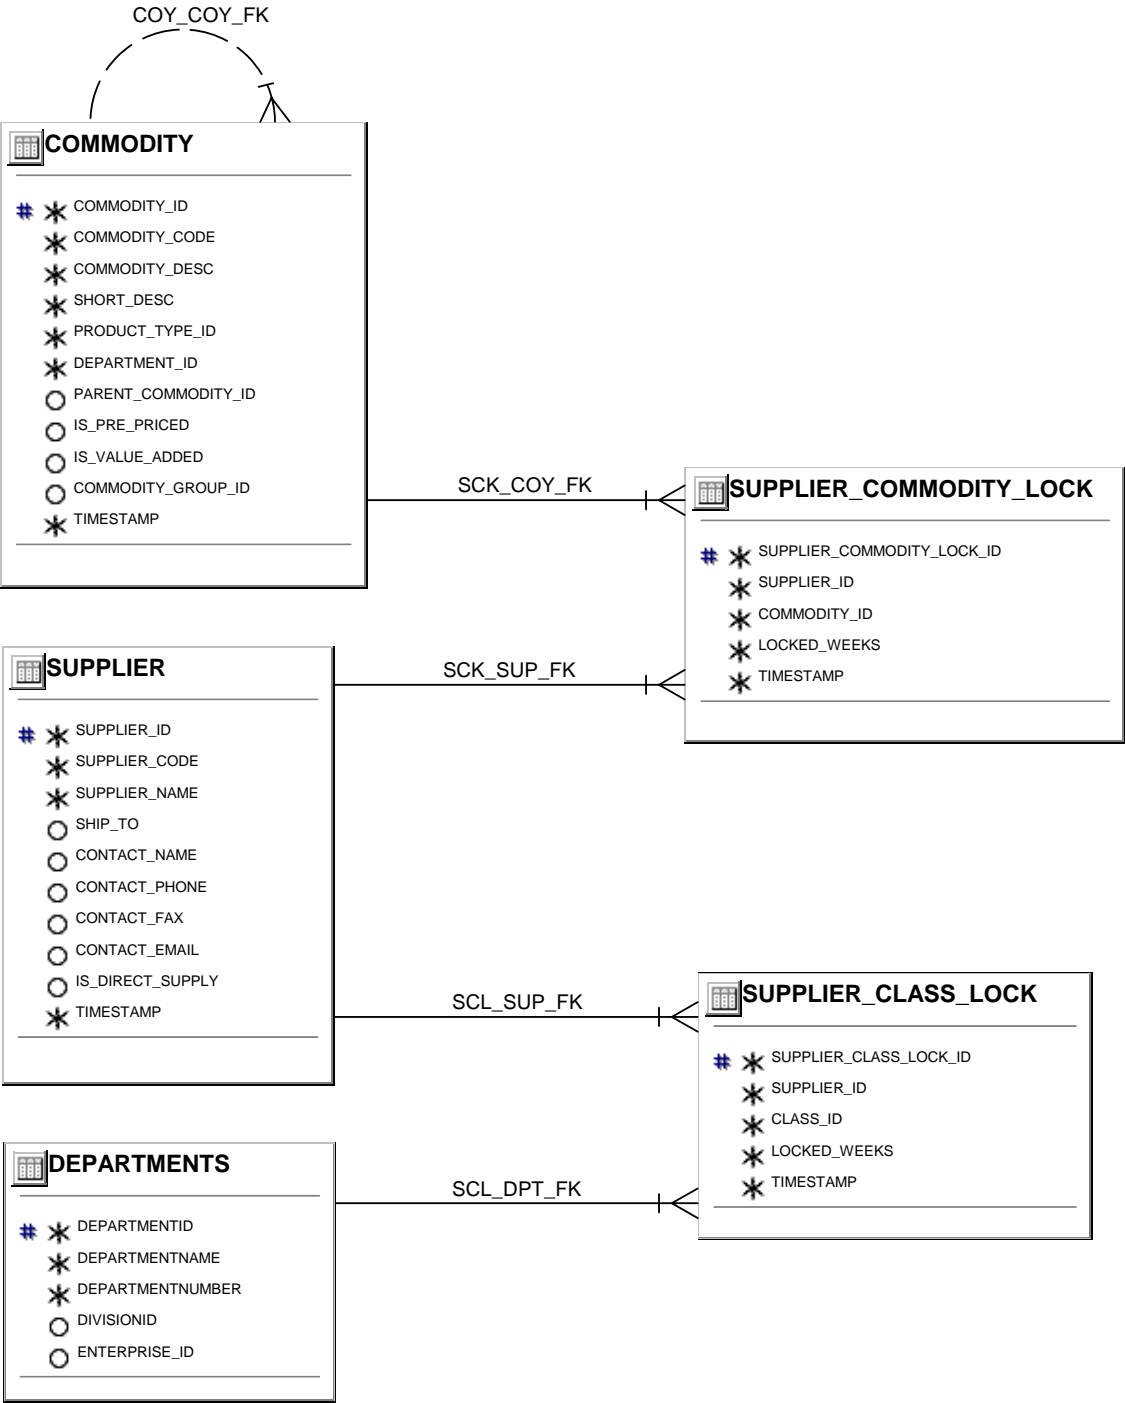 COY_COY_FK
COMMODITY
# COMMODITY_ID
COMMODITY_CODE
COMMODITY_DESC
SHORT_DESC
PRODUCT_TYPE_ID
DEPARTMENT_ID
PARENT_COMMODITY_ID
IS_PRE_PRICED
IS_VALUE_ADDED
COMMODITY_GROUP_ID
TIMESTAMP
SCK_COY_FK
SUPPLIER_COMMODITY_LOCK
# SUPPLIER_COMMODITY_LOCK_ID
SUPPLIER_ID
COMMODITY_ID
LOCKED_WEEKS
TIMESTAMP
SCK_SUP_FK
SUPPLIER
# SUPPLIER_ID
SUPPLIER_CODE
SUPPLIER_NAME
SHIP_TO
CONTACT_NAME
CONTACT_PHONE
CONTACT_FAX
CONTACT_EMAIL
IS_DIRECT_SUPPLY
TIMESTAMP
SCL_SUP_FK
SUPPLIER_CLASS_LOCK
# SUPPLIER_CLASS_LOCK_ID
SUPPLIER_ID
CLASS_ID
LOCKED_WEEKS
TIMESTAMP
SCL_DPT_FK
DEPARTMENTS
# DEPARTMENTID
DEPARTMENTNAME
DEPARTMENTNUMBER
DIVISIONID
ENTERPRISE_ID